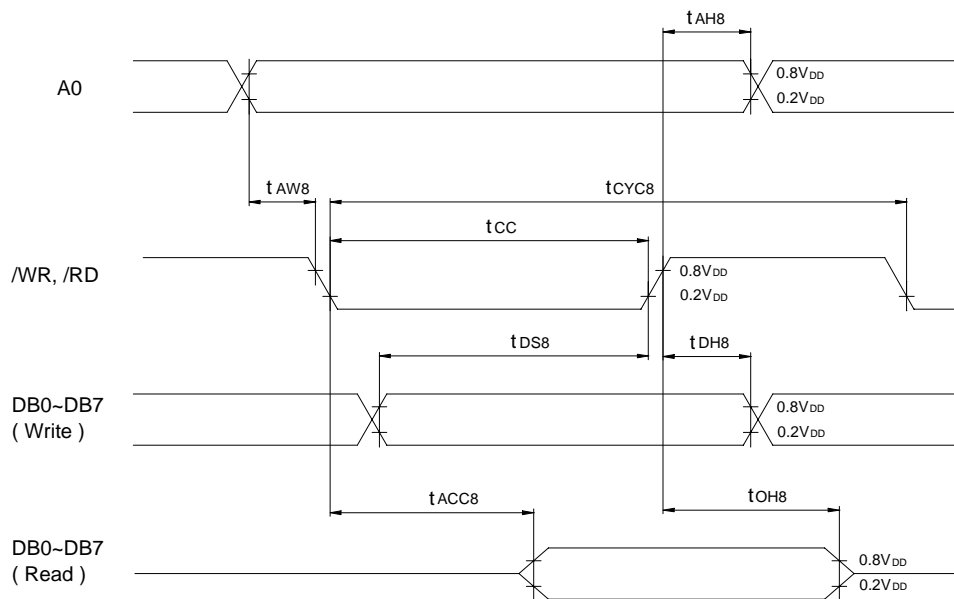 tAH8
A0
0.8VDD
0.2VDD
tAW8
tCYC8
tCC
/WR, /RD
0.8VDD
0.2VDD
tDS8
tDH8
DB0~DB7
( Write )
0.8VDD
0.2VDD
tACC8
tOH8
DB0~DB7
( Read )
0.8VDD
0.2VDD